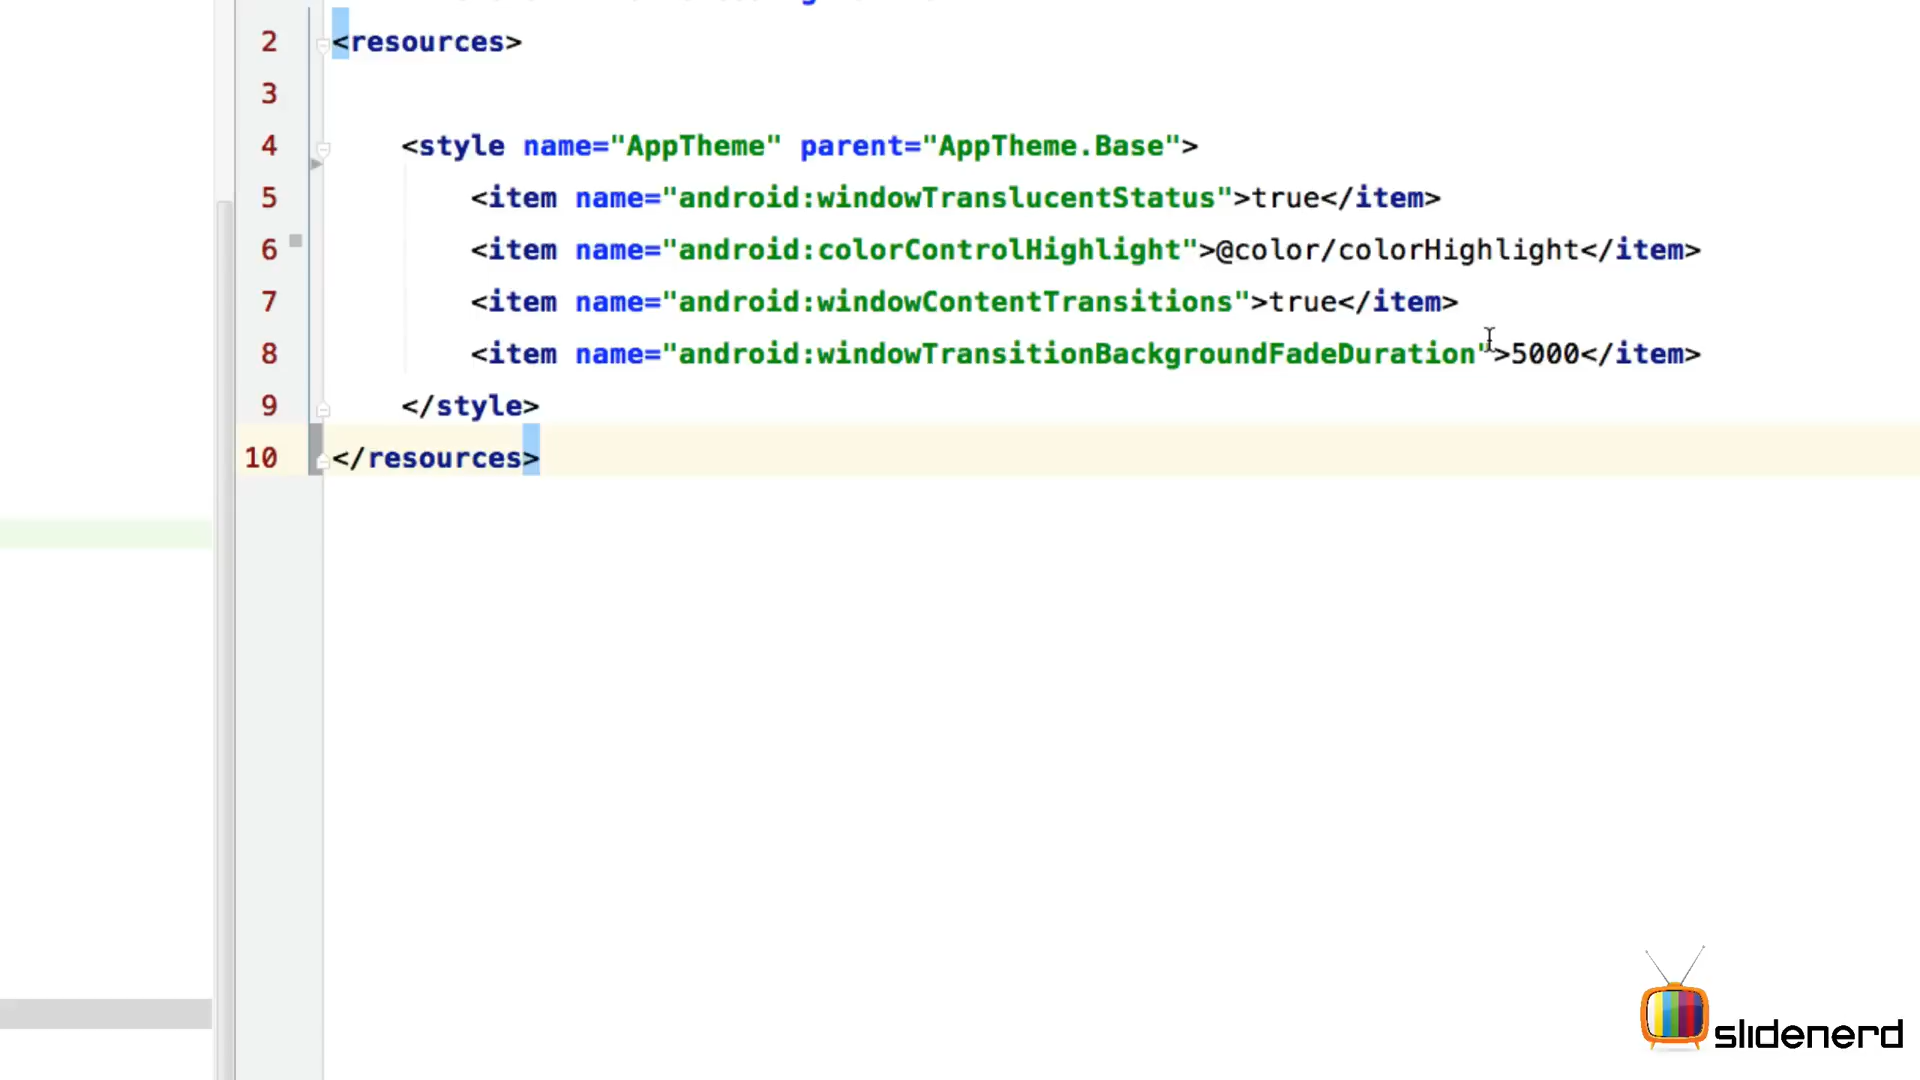 2 <resources>
3
4 <style name="AppTheme" parent="AppTheme.Base">
5 <item name="android:windowTranslucentStatus">true</item>
6 <item name="android:colorControlHighlight">@color/colorHighlight</item>
7 <item name="android:windowContentTransitions">true</item>
8 <item name="android:windowTransitionBackgroundFadeDuration">5000</item>
9 </style>
10 </resources>
slidenerd